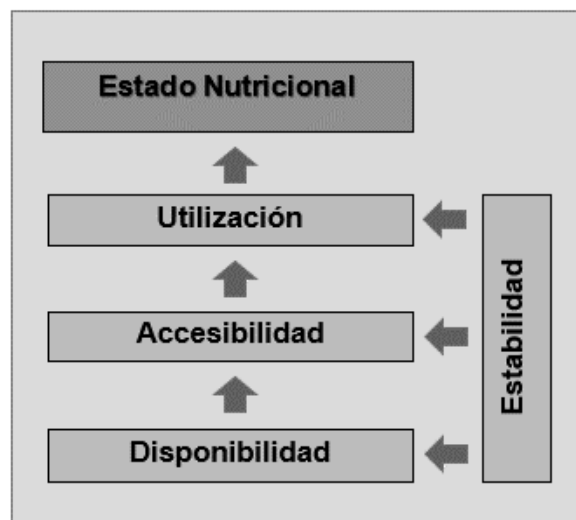 Estado Nutricional
Utilización
Accesibilidad
Disponibilidad
Estabilidad